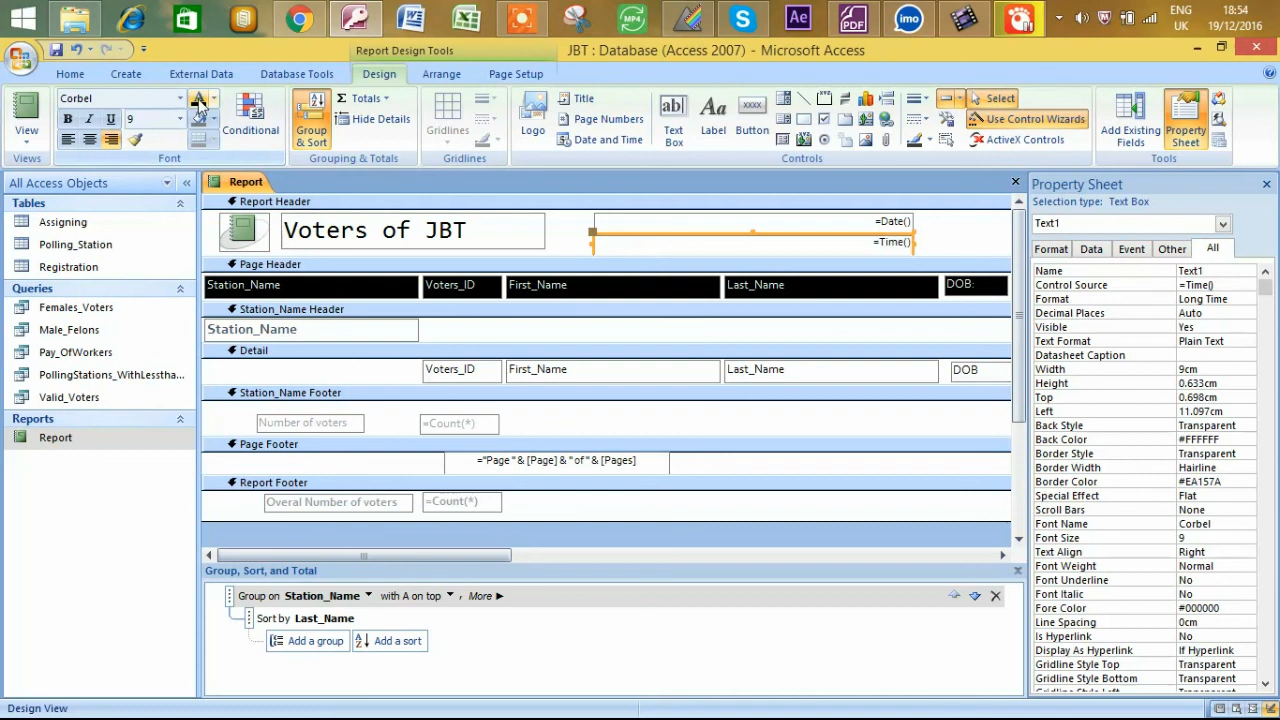 MP4
S
Ae
PDF
imo
ENG
UK
18:54
19/12/2016
Report Design Tools
JBT : Database (Access 2007) - Microsoft Access
Home
Create
External Data
Database Tools
Design
Arrange
Page Setup
View
Views
Corbel
A
B I U
9
Conditional
Font
Group & Sort
Σ Totals
Hide Details
Grouping & Totals
Gridlines
Gridlines
Logo
Title
Page Numbers
Date and Time
ab|
Text Box
Aa
Label
xxxx
Button
Select
Use Control Wizards
ActiveX Controls
Controls
Add Existing Fields
Property Sheet
Tools
All Access Objects
Tables
Assigning
Polling_Station
Registration
Queries
Females_Voters
Male_Felons
Pay_OfWorkers
PollingStations_WithLesstha...
Valid_Voters
Reports
Report
Report
Report Header
Voters of JBT
=Date()
=Time()
Page Header
Station_Name Voters_ID First_Name Last_Name DOB:
Station_Name Header
Station_Name
Detail
Voters_ID First_Name Last_Name DOB
Station_Name Footer
Number of voters =Count(*)
Page Footer
="Page " & [Page] & " of " & [Pages]
Report Footer
Overal Number of voters =Count(*)
Group, Sort, and Total
Group on Station_Name with A on top , More
Sort by Last_Name
Add a group
Add a sort
Property Sheet
Selection type: Text Box
Text1
Format Data Event Other All
Name Text1
Control Source =Time()
Format Long Time
Decimal Places Auto
Visible Yes
Text Format Plain Text
Datasheet Caption
Width 9cm
Height 0.633cm
Top 0.698cm
Left 11.097cm
Back Style Transparent
Back Color #FFFFFF
Border Style Transparent
Border Width Hairline
Border Color #EA157A
Special Effect Flat
Scroll Bars None
Font Name Corbel
Font Size 9
Text Align Right
Font Weight Normal
Font Underline No
Font Italic No
Fore Color #000000
Line Spacing 0cm
Is Hyperlink No
Display As Hyperlink If Hyperlink
Gridline Style Top Transparent
Gridline Style Bottom Transparent
Design View